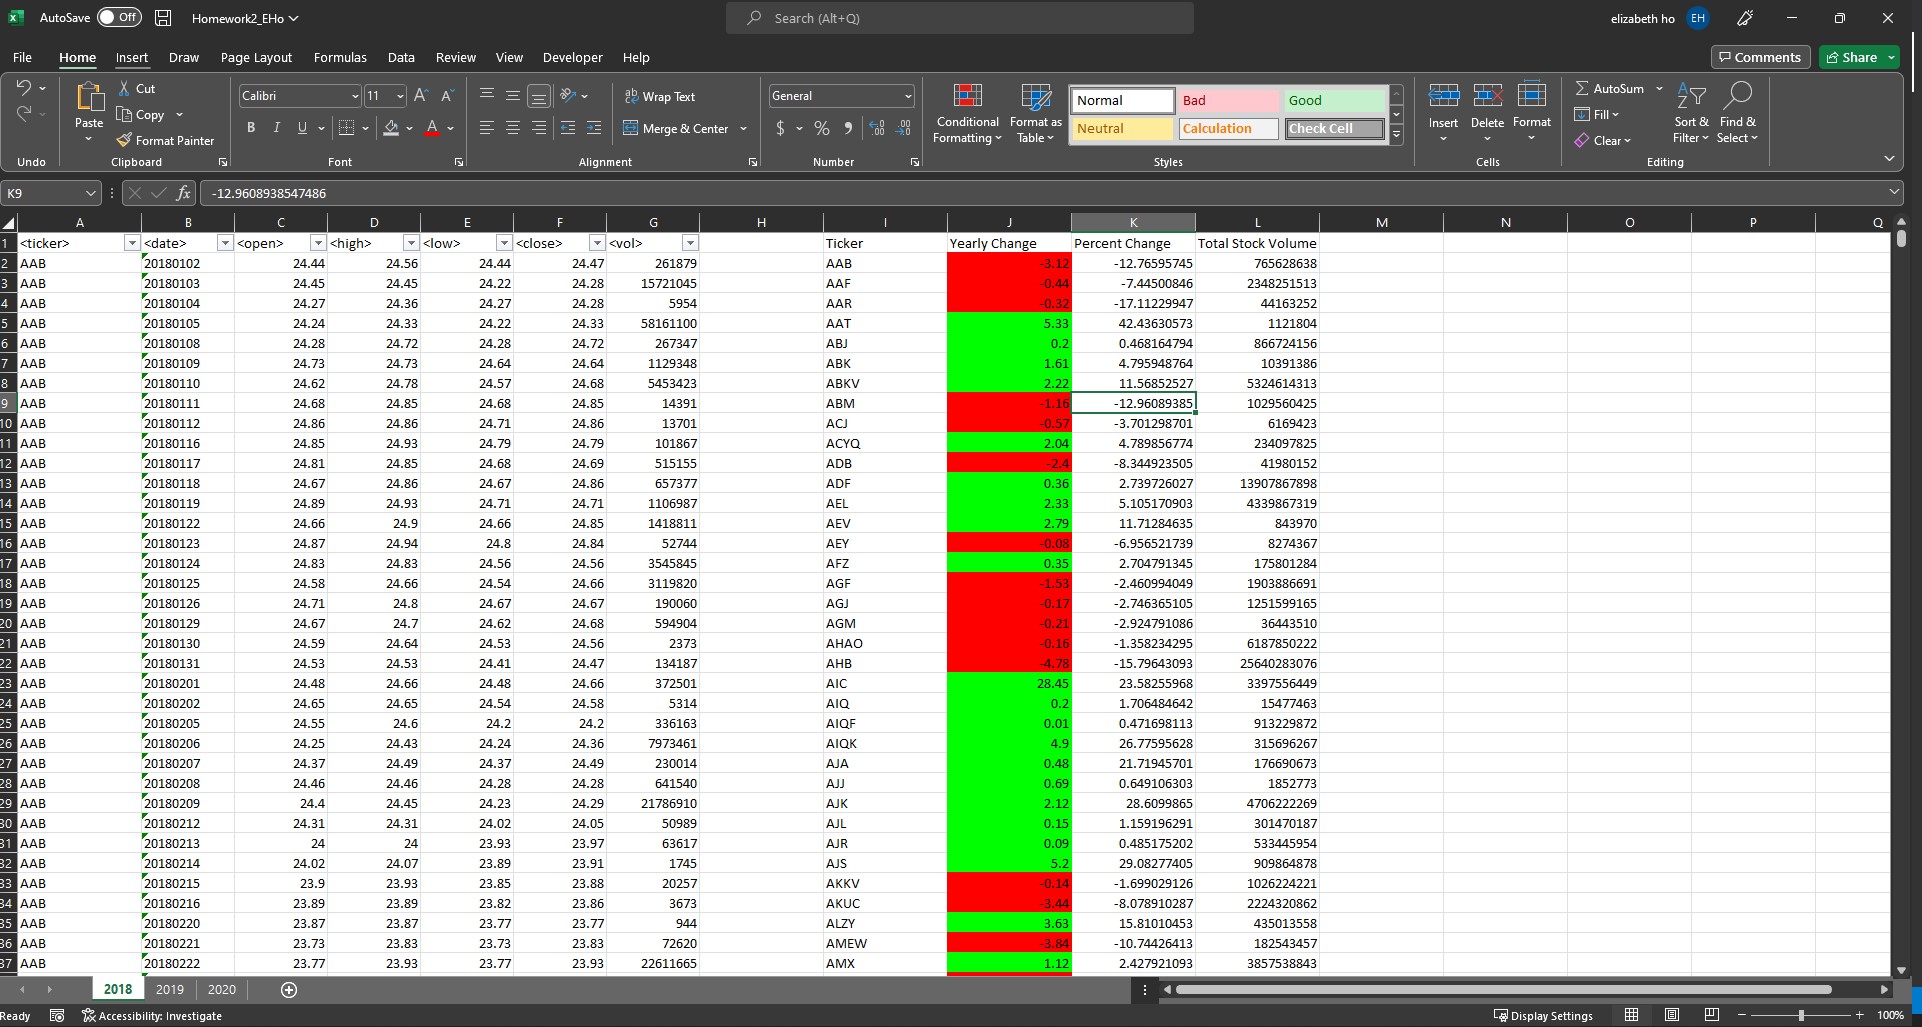 AutoSave Off Homework2_EHo Search (Alt+Q) elizabeth ho EH
File Home Insert Draw Page Layout Formulas Data Review View Developer Help Comments Share
Cut Calibri 11 Wrap Text General Normal Bad Good AutoSum
Paste Copy Conditional Formatting Format as Table Insert Delete Format Fill Sort & Filter Find & Select
Format Painter B I U A Merge & Center $ % Neutral Calculation Check Cell Clear
Undo Clipboard Font Alignment Number Styles Cells Editing
K9 fx -12.9608938547486
A B C D E F G H I J K L M N O P Q
1 <ticker> <date> <open> <high> <low> <close> <vol> Ticker Yearly Change Percent Change Total Stock Volume
2 AAB 20180102 24.44 24.56 24.44 24.47 261879 AAB -3.12 -12.76595745 765628638
3 AAB 20180103 24.45 24.45 24.22 24.28 15721045 AAF -0.44 -7.44500846 2348251513
4 AAB 20180104 24.27 24.36 24.27 24.28 5954 AAR -0.32 -17.11229947 44163252
5 AAB 20180105 24.24 24.33 24.22 24.33 58161100 AAT 5.33 42.43630573 1121804
6 AAB 20180108 24.28 24.72 24.28 24.72 267347 ABJ 0.2 0.468164794 866724156
7 AAB 20180109 24.73 24.73 24.64 24.64 1129348 ABK 1.61 4.795948764 10391386
8 AAB 20180110 24.62 24.78 24.57 24.68 5453423 ABKV 2.22 11.56852527 5324614313
9 AAB 20180111 24.68 24.85 24.68 24.85 14391 ABM -1.16 -12.96089385 1029560425
10 AAB 20180112 24.86 24.86 24.71 24.86 13701 ACJ -0.57 -3.701298701 6169423
11 AAB 20180116 24.85 24.93 24.79 24.79 101867 ACYQ 2.04 4.789856774 234097825
12 AAB 20180117 24.81 24.85 24.68 24.69 515155 ADB -2.4 -8.344923505 41980152
13 AAB 20180118 24.67 24.86 24.67 24.86 657377 ADF 0.36 2.739726027 13907867898
14 AAB 20180119 24.89 24.93 24.71 24.71 1106987 AEL 2.33 5.105170903 4339867319
15 AAB 20180122 24.66 24.9 24.66 24.85 1418811 AEV 2.79 11.71284635 843970
16 AAB 20180123 24.87 24.94 24.8 24.84 52744 AEY -0.08 -6.956521739 8274367
17 AAB 20180124 24.83 24.83 24.56 24.56 3545845 AFZ 0.35 2.704791345 175801284
18 AAB 20180125 24.58 24.66 24.54 24.66 3119820 AGF -1.53 -2.460994049 1903886691
19 AAB 20180126 24.71 24.8 24.67 24.67 190060 AGJ -0.17 -2.746365105 1251599165
20 AAB 20180129 24.67 24.7 24.62 24.68 594904 AGM -0.21 -2.924791086 36443510
21 AAB 20180130 24.59 24.64 24.53 24.56 2373 AHAO -0.16 -1.358234295 6187850222
22 AAB 20180131 24.53 24.53 24.41 24.47 134187 AHB -4.78 -15.79643093 25640283076
23 AAB 20180201 24.48 24.66 24.48 24.66 372501 AIC 28.45 23.58255968 3397556449
24 AAB 20180202 24.65 24.65 24.54 24.58 5314 AIQ 0.2 1.706484642 15477463
25 AAB 20180205 24.55 24.6 24.2 24.2 336163 AIQF 0.01 0.471698113 913229872
26 AAB 20180206 24.25 24.43 24.24 24.36 7973461 AIQK 4.9 26.77595628 315696267
27 AAB 20180207 24.37 24.49 24.37 24.49 230014 AJA 0.48 21.71945701 176690673
28 AAB 20180208 24.46 24.46 24.28 24.28 641540 AJJ 0.69 0.649106303 1852773
29 AAB 20180209 24.4 24.45 24.23 24.29 21786910 AJK 2.12 28.6099865 4706222269
30 AAB 20180212 24.31 24.31 24.02 24.05 50989 AJL 0.15 1.159196291 301470187
31 AAB 20180213 24 24 23.93 23.97 63617 AJR 0.09 0.485175202 533445954
32 AAB 20180214 24.02 24.07 23.89 23.91 1745 AJS 5.2 29.08277405 909864878
33 AAB 20180215 23.9 23.93 23.85 23.88 20257 AKKV -0.14 -1.699029126 1026224221
34 AAB 20180216 23.89 23.89 23.82 23.86 3673 AKUC -3.44 -8.078910287 2224320862
35 AAB 20180220 23.87 23.87 23.77 23.77 944 ALZY 3.63 15.81010453 435013558
36 AAB 20180221 23.73 23.83 23.73 23.83 72620 AMEW -3.84 -10.74426413 182543457
37 AAB 20180222 23.77 23.93 23.77 23.93 22611665 AMX 1.12 2.427921093 3857538843
2018 2019 2020
Ready Accessibility: Investigate Display Settings 100%